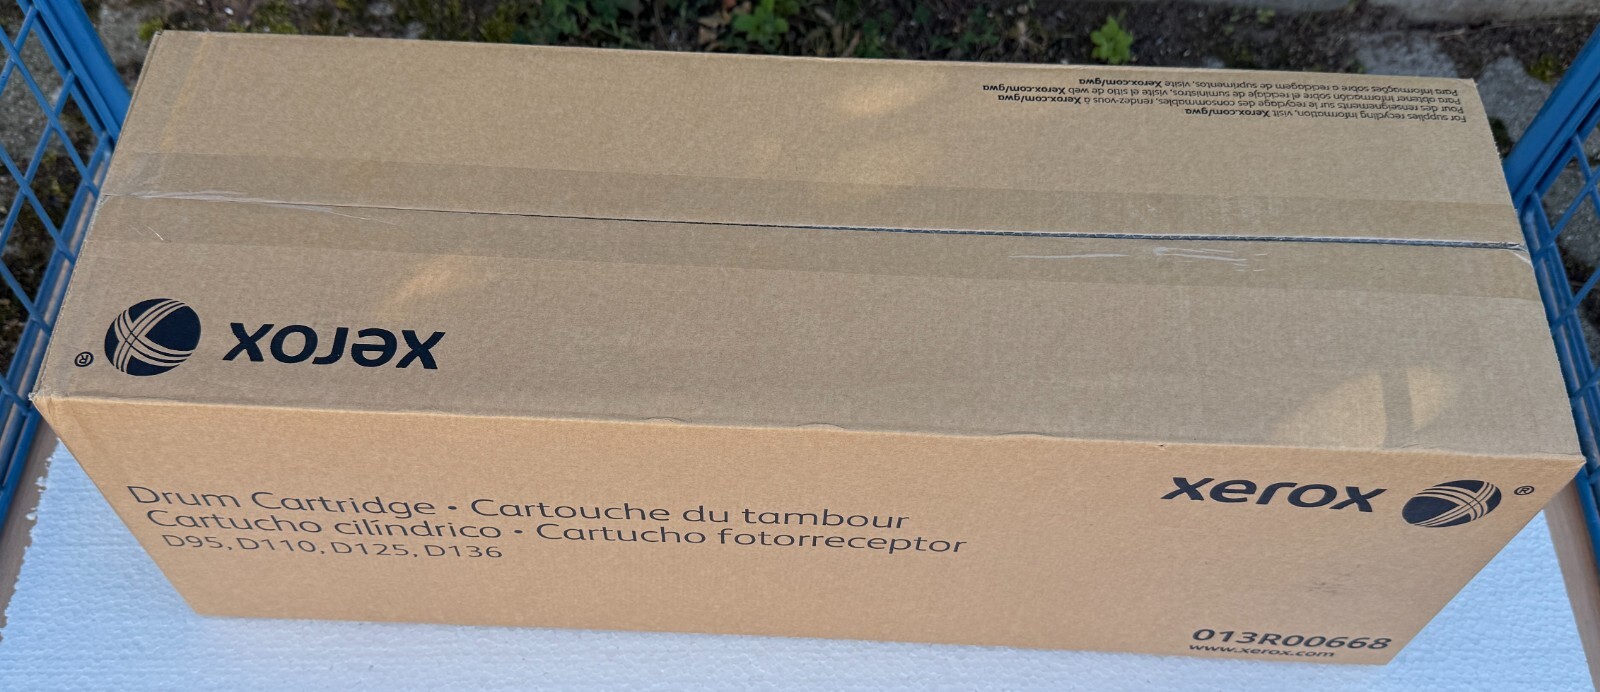 For supplies recycling information, visit Xerox.com/gwa
Pour des renseignements sur le recyclage des consommables, rendez-vous à Xerox.com/gwa
Para obtener información sobre el reciclaje de suministros, visite el sitio de web Xerox.com/gwa
Para informações sobre a reciclagem de suprimentos, visite Xerox.com/gwa
xerox ®
xerox ®
Drum Cartridge • Cartouche du tambour
Cartucho cilíndrico • Cartucho fotorreceptor
D95, D110, D125, D136
013R00668
www.xerox.com